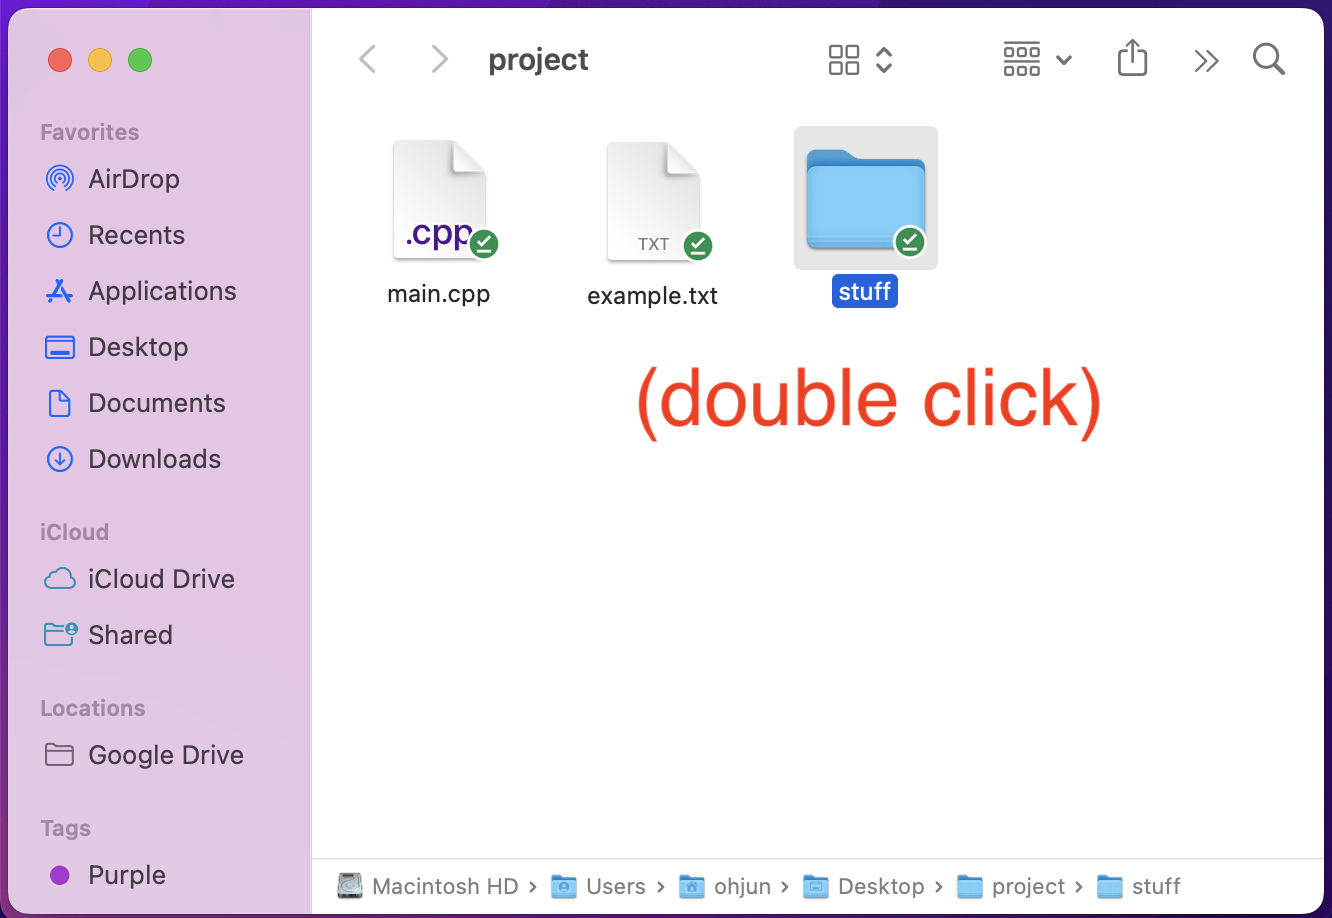 project
Favorites
AirDrop
Recents
Applications
Desktop
Documents
Downloads
iCloud
iCloud Drive
Shared
Locations
Google Drive
Tags
Purple
.cpp
TXT
main.cpp
example.txt
stuff
(double click)
Macintosh HD › Users › ohjun › Desktop › project › stuff